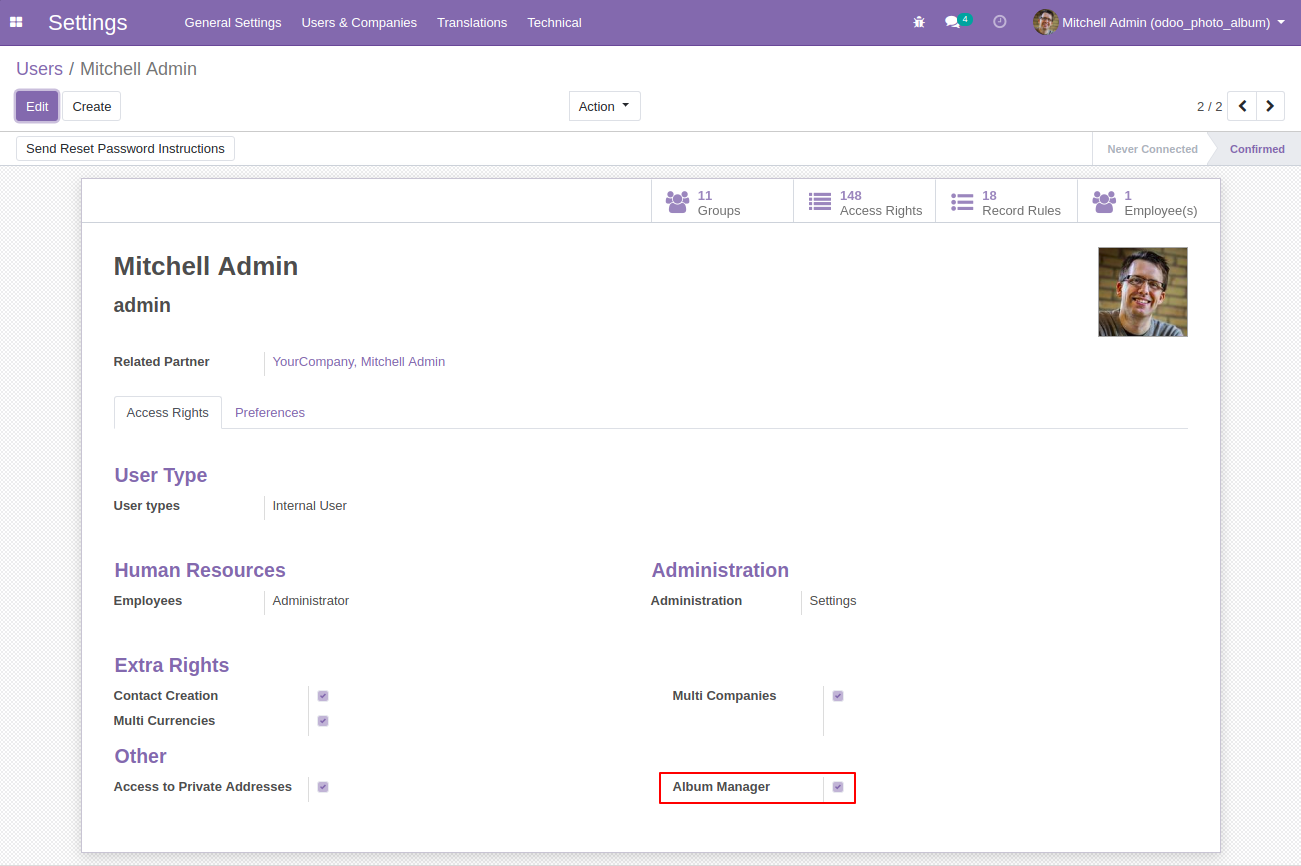 Settings General Settings Users & Companies Translations Technical 4 Mitchell Admin (odoo_photo_album)
Users / Mitchell Admin
Edit Create Action 2 / 2
Send Reset Password Instructions Never Connected Confirmed
11 148 18 1
Groups Access Rights Record Rules Employee(s)
Mitchell Admin
admin
Related Partner YourCompany, Mitchell Admin
Access Rights Preferences
User Type
User types Internal User
Human Resources Administration
Employees Administrator Administration Settings
Extra Rights
Contact Creation Multi Companies
Multi Currencies
Other
Access to Private Addresses Album Manager